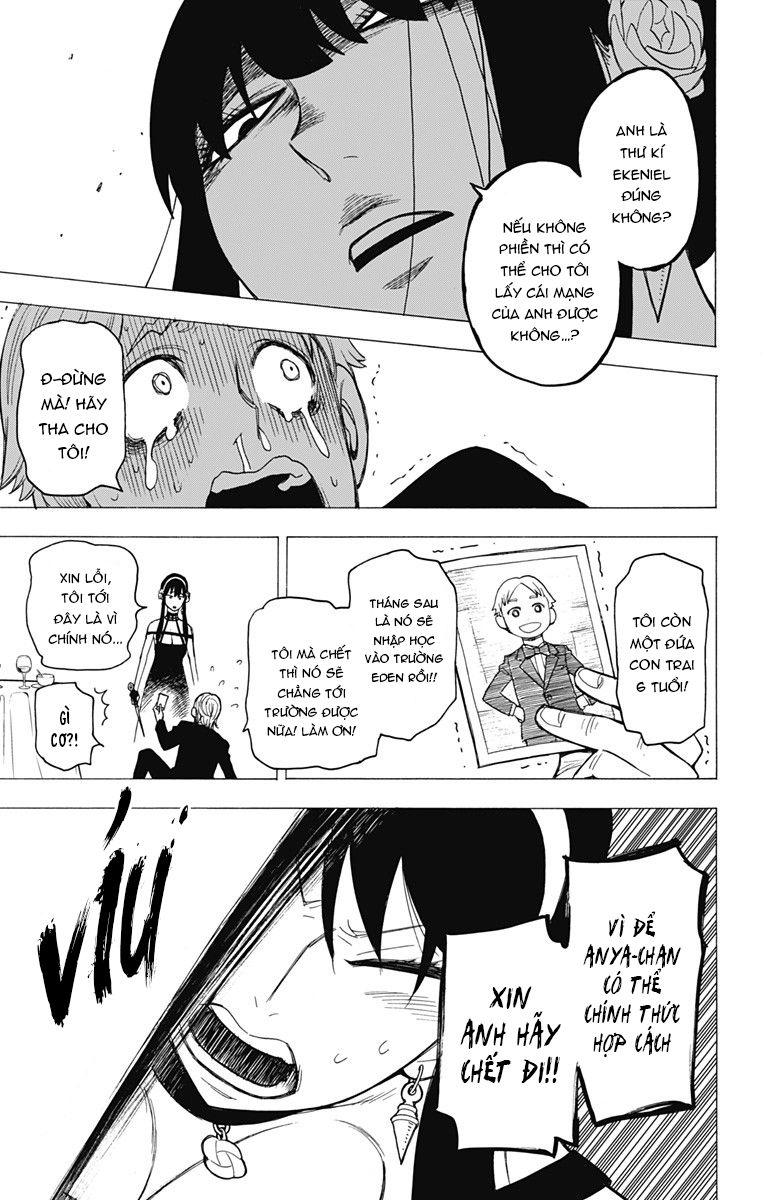 ANH LÀ
THƯ KÍ
EKENIEL
ĐÚNG
KHÔNG?
NẾU KHÔNG
PHIỀN THÌ CÓ
THỂ CHO TÔI
LẤY CÁI MẠNG
CỦA ANH ĐƯỢC
KHÔNG...?
Đ-ĐỪNG
MÀ! HÃY
THA CHO
TÔI!
TÔI CÒN
MỘT ĐỨA
CON TRAI
6 TUỔI!
THÁNG SAU
LÀ NÓ SẼ
NHẬP HỌC
VÀO TRƯỜNG
EDEN RỒI!!
TÔI MÀ CHẾT
THÌ NÓ SẼ
CHẲNG TỚI
TRƯỜNG ĐƯỢC
NỮA! LÀM ƠN!
XIN LỖI,
TÔI TỚI
ĐÂY LÀ VÌ
CHÍNH NÓ...
GÌ
CƠ?!
VÌ ĐỂ
ANYA-CHAN
CÓ THỂ
CHÍNH THỨC
HỢP CÁCH
XIN
ANH HÃY
CHẾT ĐI!!
VÍU